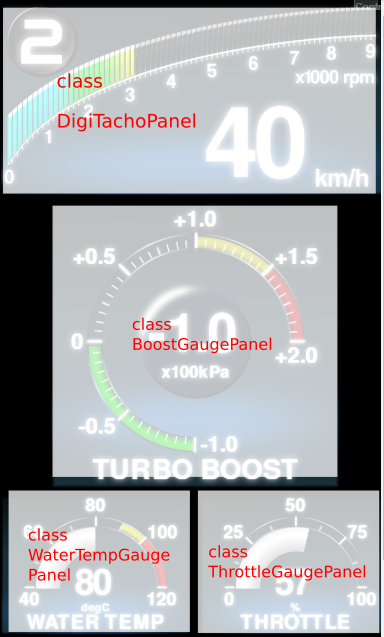 2
0 1 2 3 4 5 6 7 8 9
x1000 rpm
class
DigiTachoPanel
40
km/h
+1.0
+0.5 +1.5
class
-1.0
0 BoostGaugePanel +2.0
x100kPa
-0.5
-1.0
TURBO BOOST
80
100
class
WaterTempGauge
Panel
80
40 120
degC
WATER TEMP
50
25 75
class
ThrottleGaugePanel
57
0 100
%
THROTTLE